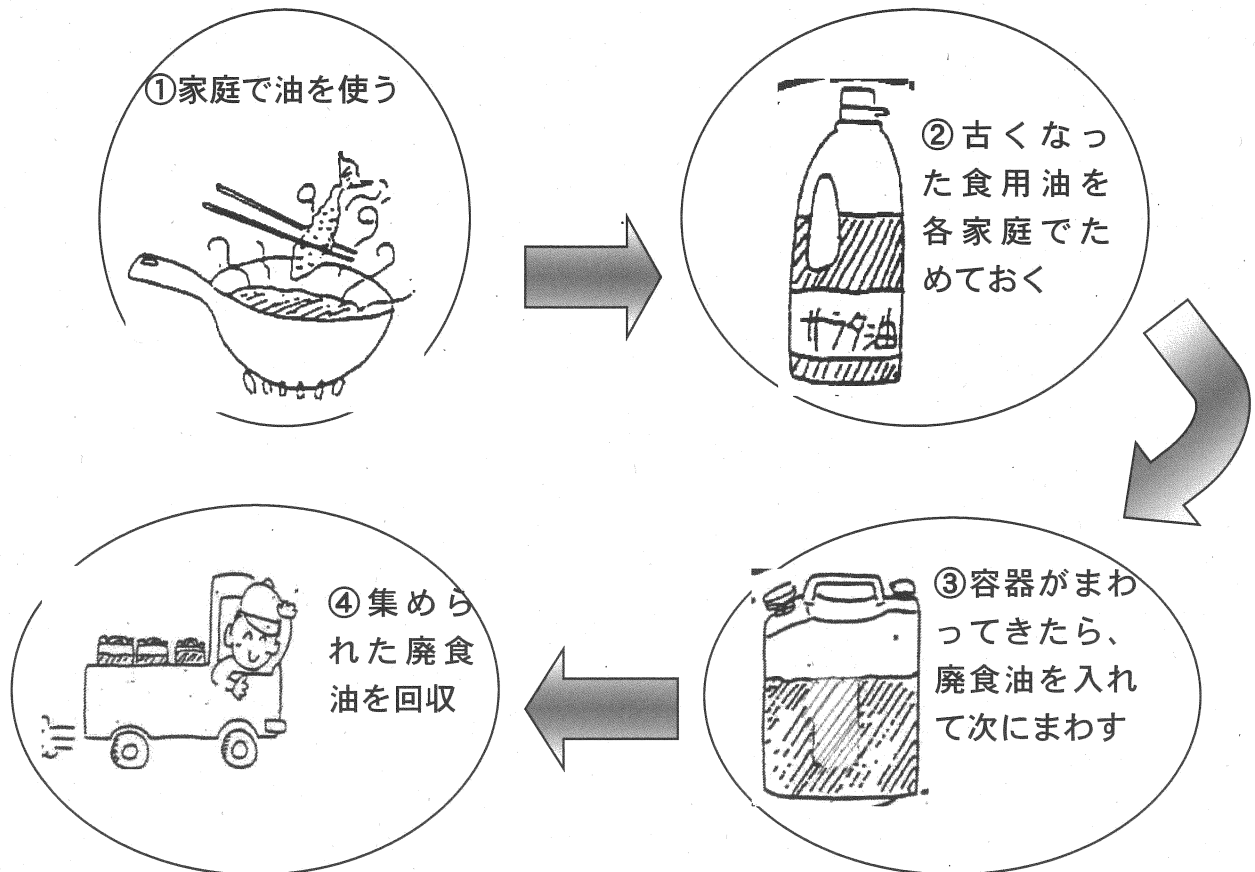 ①家庭で油を使う
②古くなっ
た食用油を
各家庭でた
めておく
サラダ油
③容器がまわ
ってきたら、
廃食油を入れ
て次にまわす
④集めら
れた廃食
油を回収